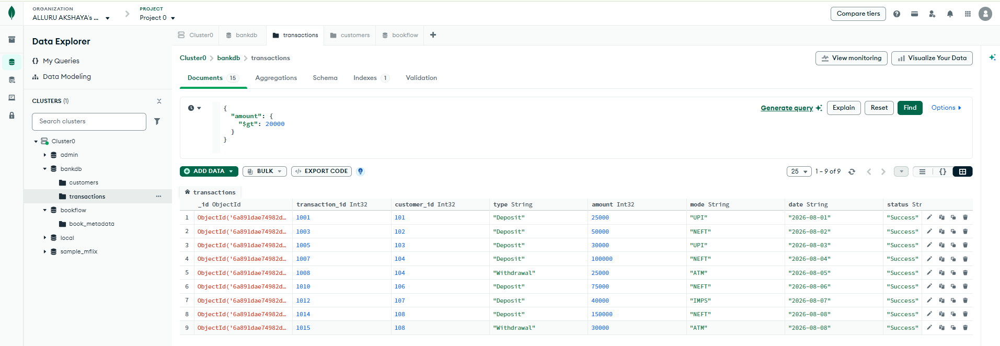 ORGANIZATION
ALLURU AKSHAYA's ...
PROJECT
Project 0
Compare tiers
Data Explorer
My Queries
Data Modeling
CLUSTERS (1)
Search clusters
Cluster0
admin
bankdb
customers
transactions
bookflow
book_metadata
local
sample_mflix
Cluster0 bankdb transactions customers bookflow
Cluster0 > bankdb > transactions
View monitoring Visualize Your Data
Documents 15 Aggregations Schema Indexes 1 Validation
Generate query Explain Reset Find Options
{
"amount": {
"$gt": 20000
}
}
ADD DATA BULK </> EXPORT CODE 25 1 – 9 of 9 {}
transactions
_id ObjectId transaction_id Int32 customer_id Int32 type String amount Int32 mode String date String status Str
1 ObjectId('6a891dae74982d… 1001 101 "Deposit" 25000 "UPI" "2026-08-01" "Success"
2 ObjectId('6a891dae74982d… 1003 102 "Deposit" 50000 "NEFT" "2026-08-02" "Success"
3 ObjectId('6a891dae74982d… 1005 103 "Deposit" 30000 "UPI" "2026-08-03" "Success"
4 ObjectId('6a891dae74982d… 1007 104 "Deposit" 100000 "NEFT" "2026-08-04" "Success"
5 ObjectId('6a891dae74982d… 1008 104 "Withdrawal" 25000 "ATM" "2026-08-05" "Success"
6 ObjectId('6a891dae74982d… 1010 106 "Deposit" 75000 "NEFT" "2026-08-06" "Success"
7 ObjectId('6a891dae74982d… 1012 107 "Deposit" 40000 "IMPS" "2026-08-07" "Success"
8 ObjectId('6a891dae74982d… 1014 108 "Deposit" 150000 "NEFT" "2026-08-08" "Success"
9 ObjectId('6a891dae74982d… 1015 108 "Withdrawal" 30000 "ATM" "2026-08-08" "Success"